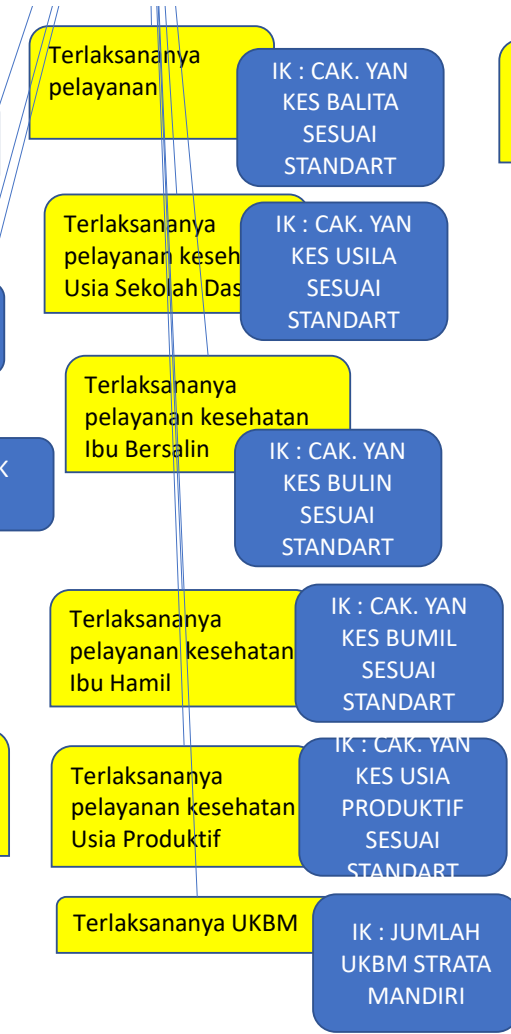 Terlaksananya
pelayanan
IK : CAK. YAN
KES BALITA
SESUAI
STANDART
Terlaksananya
pelayanan keseh
Usia Sekolah Das
IK : CAK. YAN
KES USILA
SESUAI
STANDART
Terlaksananya
pelayanan kesehatan
Ibu Bersalin
IK : CAK. YAN
KES BULIN
SESUAI
STANDART
K
Terlaksananya
pelayanan kesehatan
Ibu Hamil
IK : CAK. YAN
KES BUMIL
SESUAI
STANDART
Terlaksananya
pelayanan kesehatan
Usia Produktif
IK : CAK. YAN
KES USIA
PRODUKTIF
SESUAI
STANDART
Terlaksananya UKBM
IK : JUMLAH
UKBM STRATA
MANDIRI